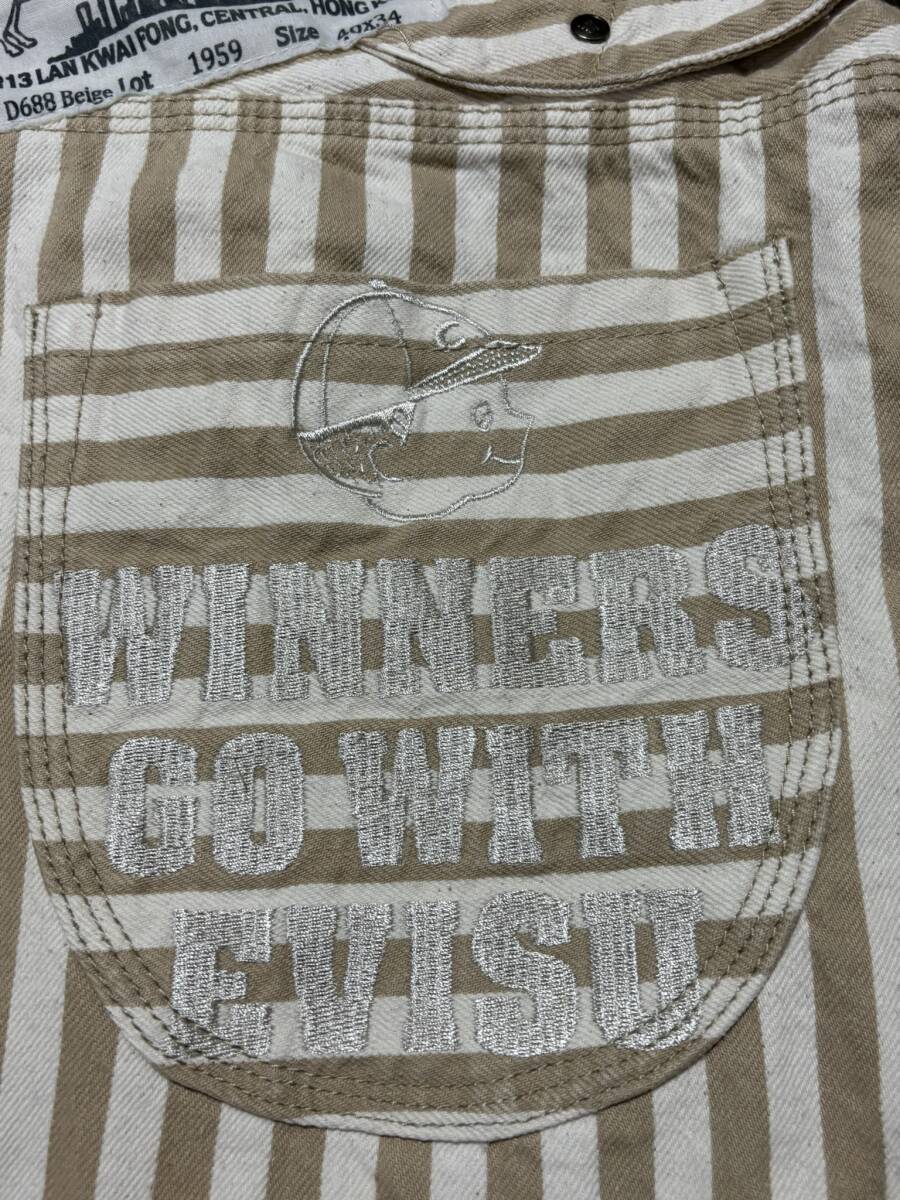 13 LAN KWAI FONG, CENTRAL, HONG
D688 Beige Lot 1959 Size 40X34
WINNERS
GO WITH
EVISU